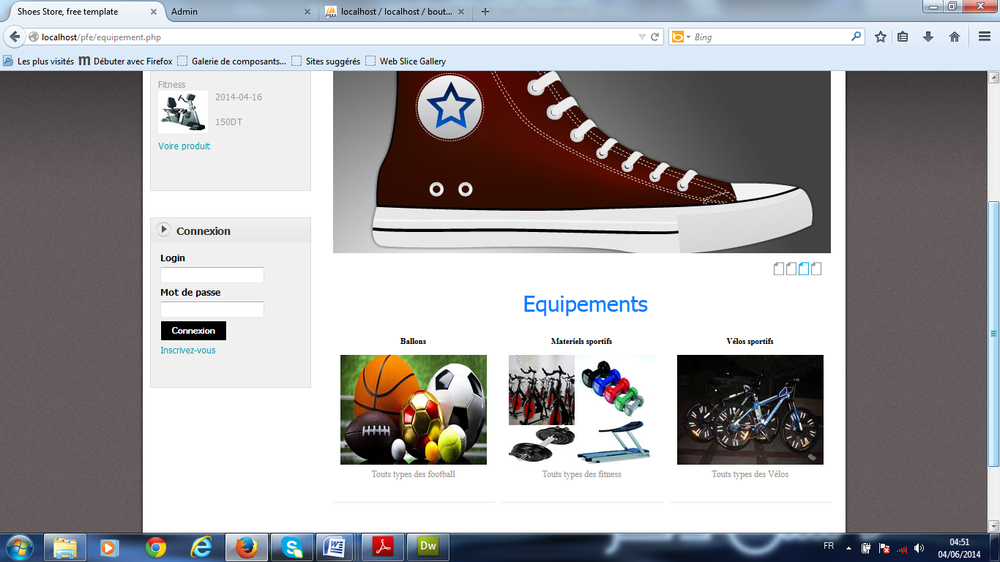 Shoes Store, free template
Admin
localhost / localhost / bout...
localhost/pfe/equipement.php
Bing
Les plus visités
Débuter avec Firefox
Galerie de composants...
Sites suggérés
Web Slice Gallery
Fitness
2014-04-16
150DT
Voire produit
Connexion
Login
Mot de passe
Connexion
Inscrivez-vous
Equipements
Ballons
Materiels sportifs
Vélos sportifs
Touts types des football
Touts types des fitness
Touts types des Vélos
FR
04:51
04/06/2014